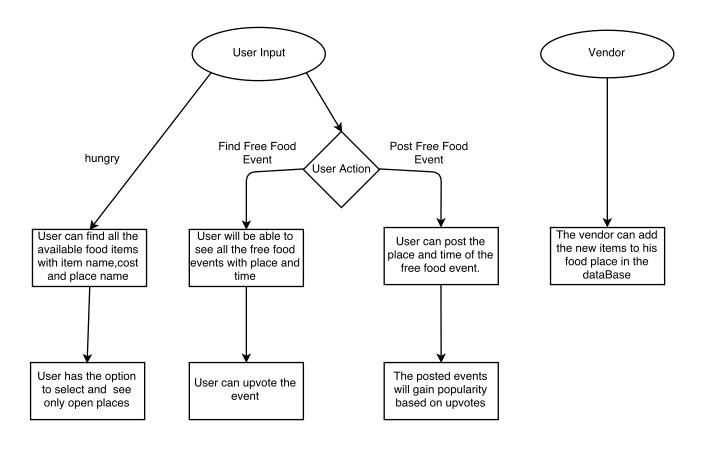 User Input
Vendor
hungry
Find Free Food
Event
User Action
Post Free Food
Event
User can find all the
available food items
with item name,cost
and place name
User will be able to
see all the free food
events with place and
time
User can post the
place and time of the
free food event.
The vendor can add
the new items to his
food place in the
dataBase
User has the option
to select and see
only open places
User can upvote the
event
The posted events
will gain popularity
based on upvotes